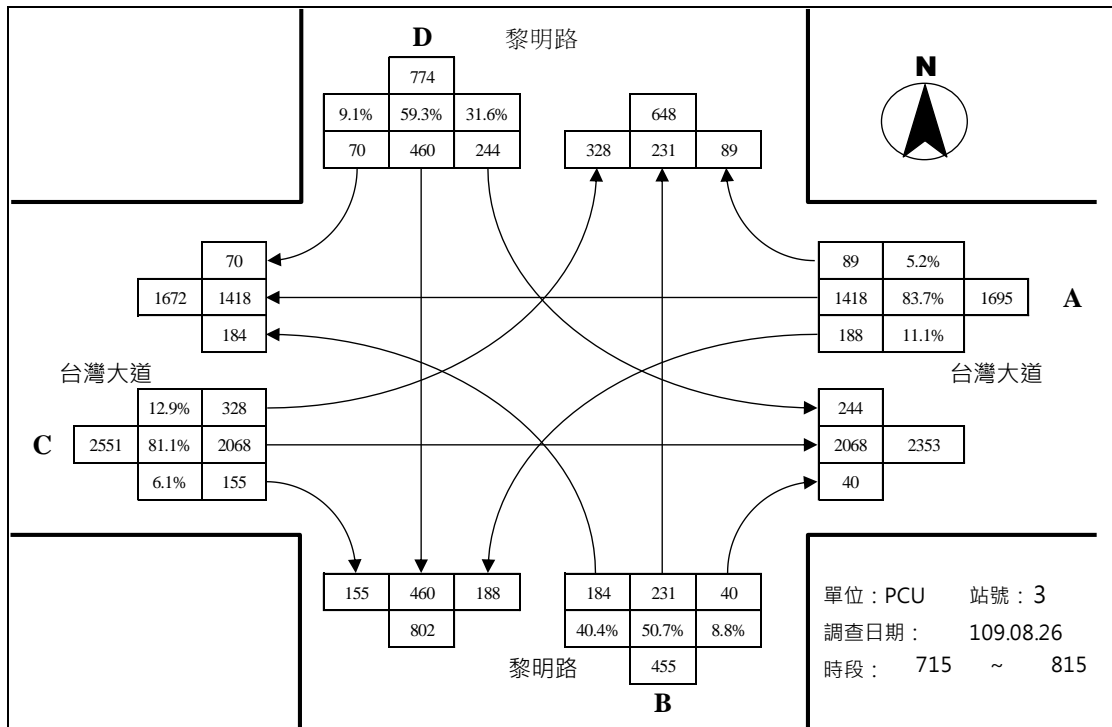 D 黎明路
N
774
9.1% 59.3% 31.6%
70 460 244
648
328 231 89
70
1672 1418
184
89 5.2%
1418 83.7% 1695
188 11.1%
A
台灣大道
台灣大道
12.9% 328
C 2551 81.1% 2068
6.1% 155
244
2068 2353
40
155 460 188
802
184 231 40
40.4% 50.7% 8.8%
455
黎明路
B
單位:PCU 站號:3
調查日期: 109.08.26
時段: 715 ~ 815